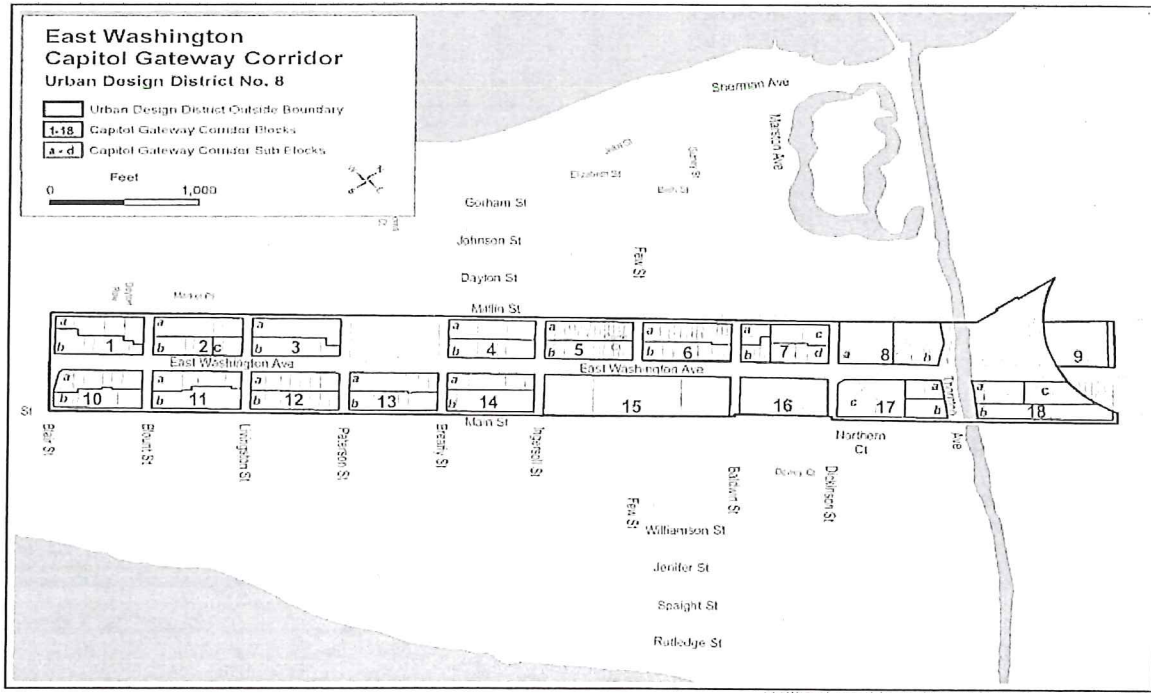 East Washington
Capitol Gateway Corridor
Urban Design District No. 8
Urban Design District Outside Boundary
1-18 Capitol Gateway Corridor Blocks
a - d Capitol Gateway Corridor Sub Blocks
Feet
0 1,000
Sherman Ave
Marston Ave
Elizabeth St
Gorham St
Johnson St
Few St
Dayton St
Mifflin St
a a a a a a a c
1 2 3 4 5 6 7 8 9
b b c b b b b b d a b
East Washington Ave East Washington Ave
a a a a a a a c
10 11 12 13 14 15 16 c 17 18
b b b b b b b
St
Main St
Blair St
Blount St
Livingston St
Paterson St
Brearly St
Ingersoll St
Few St
Baldwin St
Dickinson St
Northern
Ct
Thornton
Ave
Williamson St
Jenifer St
Spaight St
Rutledge St